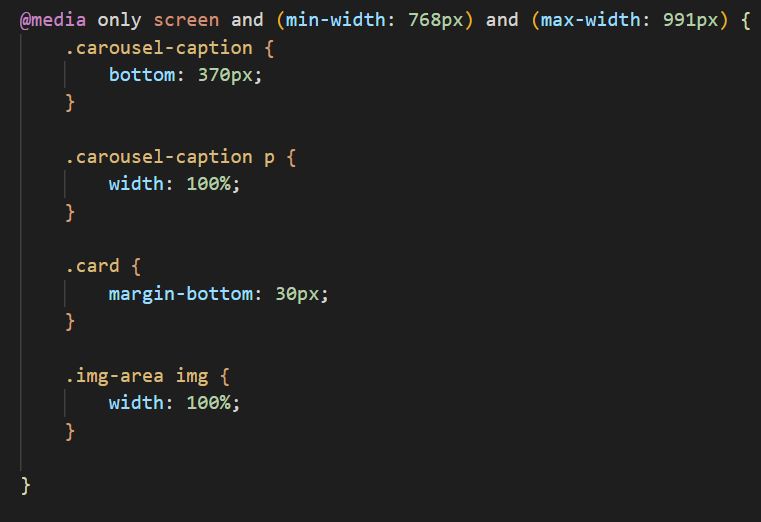 @media only screen and (min-width: 768px) and (max-width: 991px) {
    .carousel-caption {
        bottom: 370px;
    }

    .carousel-caption p {
        width: 100%;
    }

    .card {
        margin-bottom: 30px;
    }

    .img-area img {
        width: 100%;
    }

}